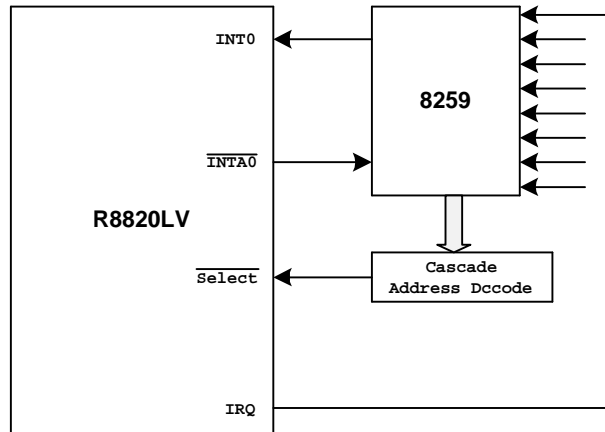 INT0
8259
INTA0
R8820LV
Cascade
Select
Address Dccode
IRQ